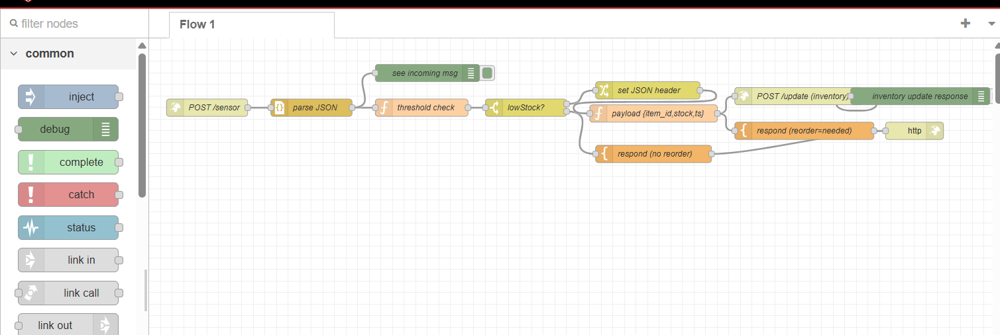 filter nodes
Flow 1
common
inject
debug
complete
catch
status
link in
link call
link out
see incoming msg
POST /sensor
parse JSON
threshold check
lowStock?
set JSON header
payload {item_id,stock,ts}
respond (no reorder)
POST /update (inventory)
inventory update response
respond (reorder=needed)
http